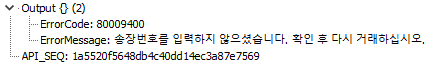 Output {} (2)
ErrorCode: 80009400
ErrorMessage: 송장번호를 입력하지 않으셨습니다. 확인 후 다시 거래하십시오.
API_SEQ: 1a5520f5648db4c40dd14ec3a87e7569